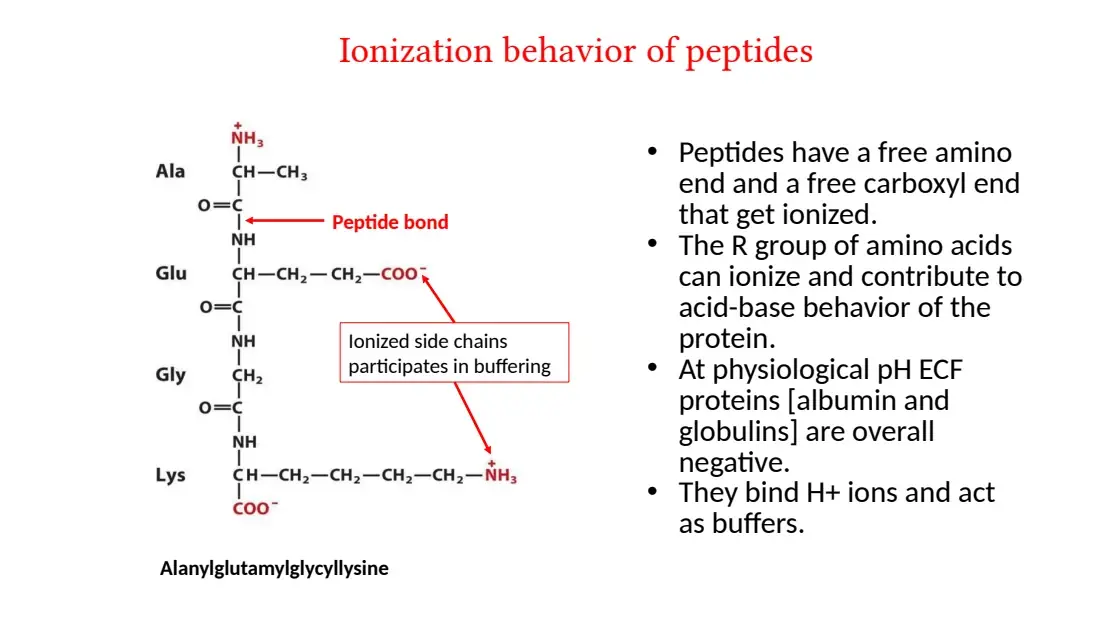 Ionization behavior of peptides
+
NH3
Ala
CH—CH3
O=C
Peptide bond
NH
Glu
CH—CH2—CH2—COO−
O=C
Ionized side chains
participates in buffering
NH
Gly
CH2
O=C
NH
+
Lys
CH—CH2—CH2—CH2—CH2—NH3
COO−
Alanylglutamylglycyllysine
• Peptides have a free amino
end and a free carboxyl end
that get ionized.
• The R group of amino acids
can ionize and contribute to
acid-base behavior of the
protein.
• At physiological pH ECF
proteins [albumin and
globulins] are overall
negative.
• They bind H+ ions and act
as buffers.